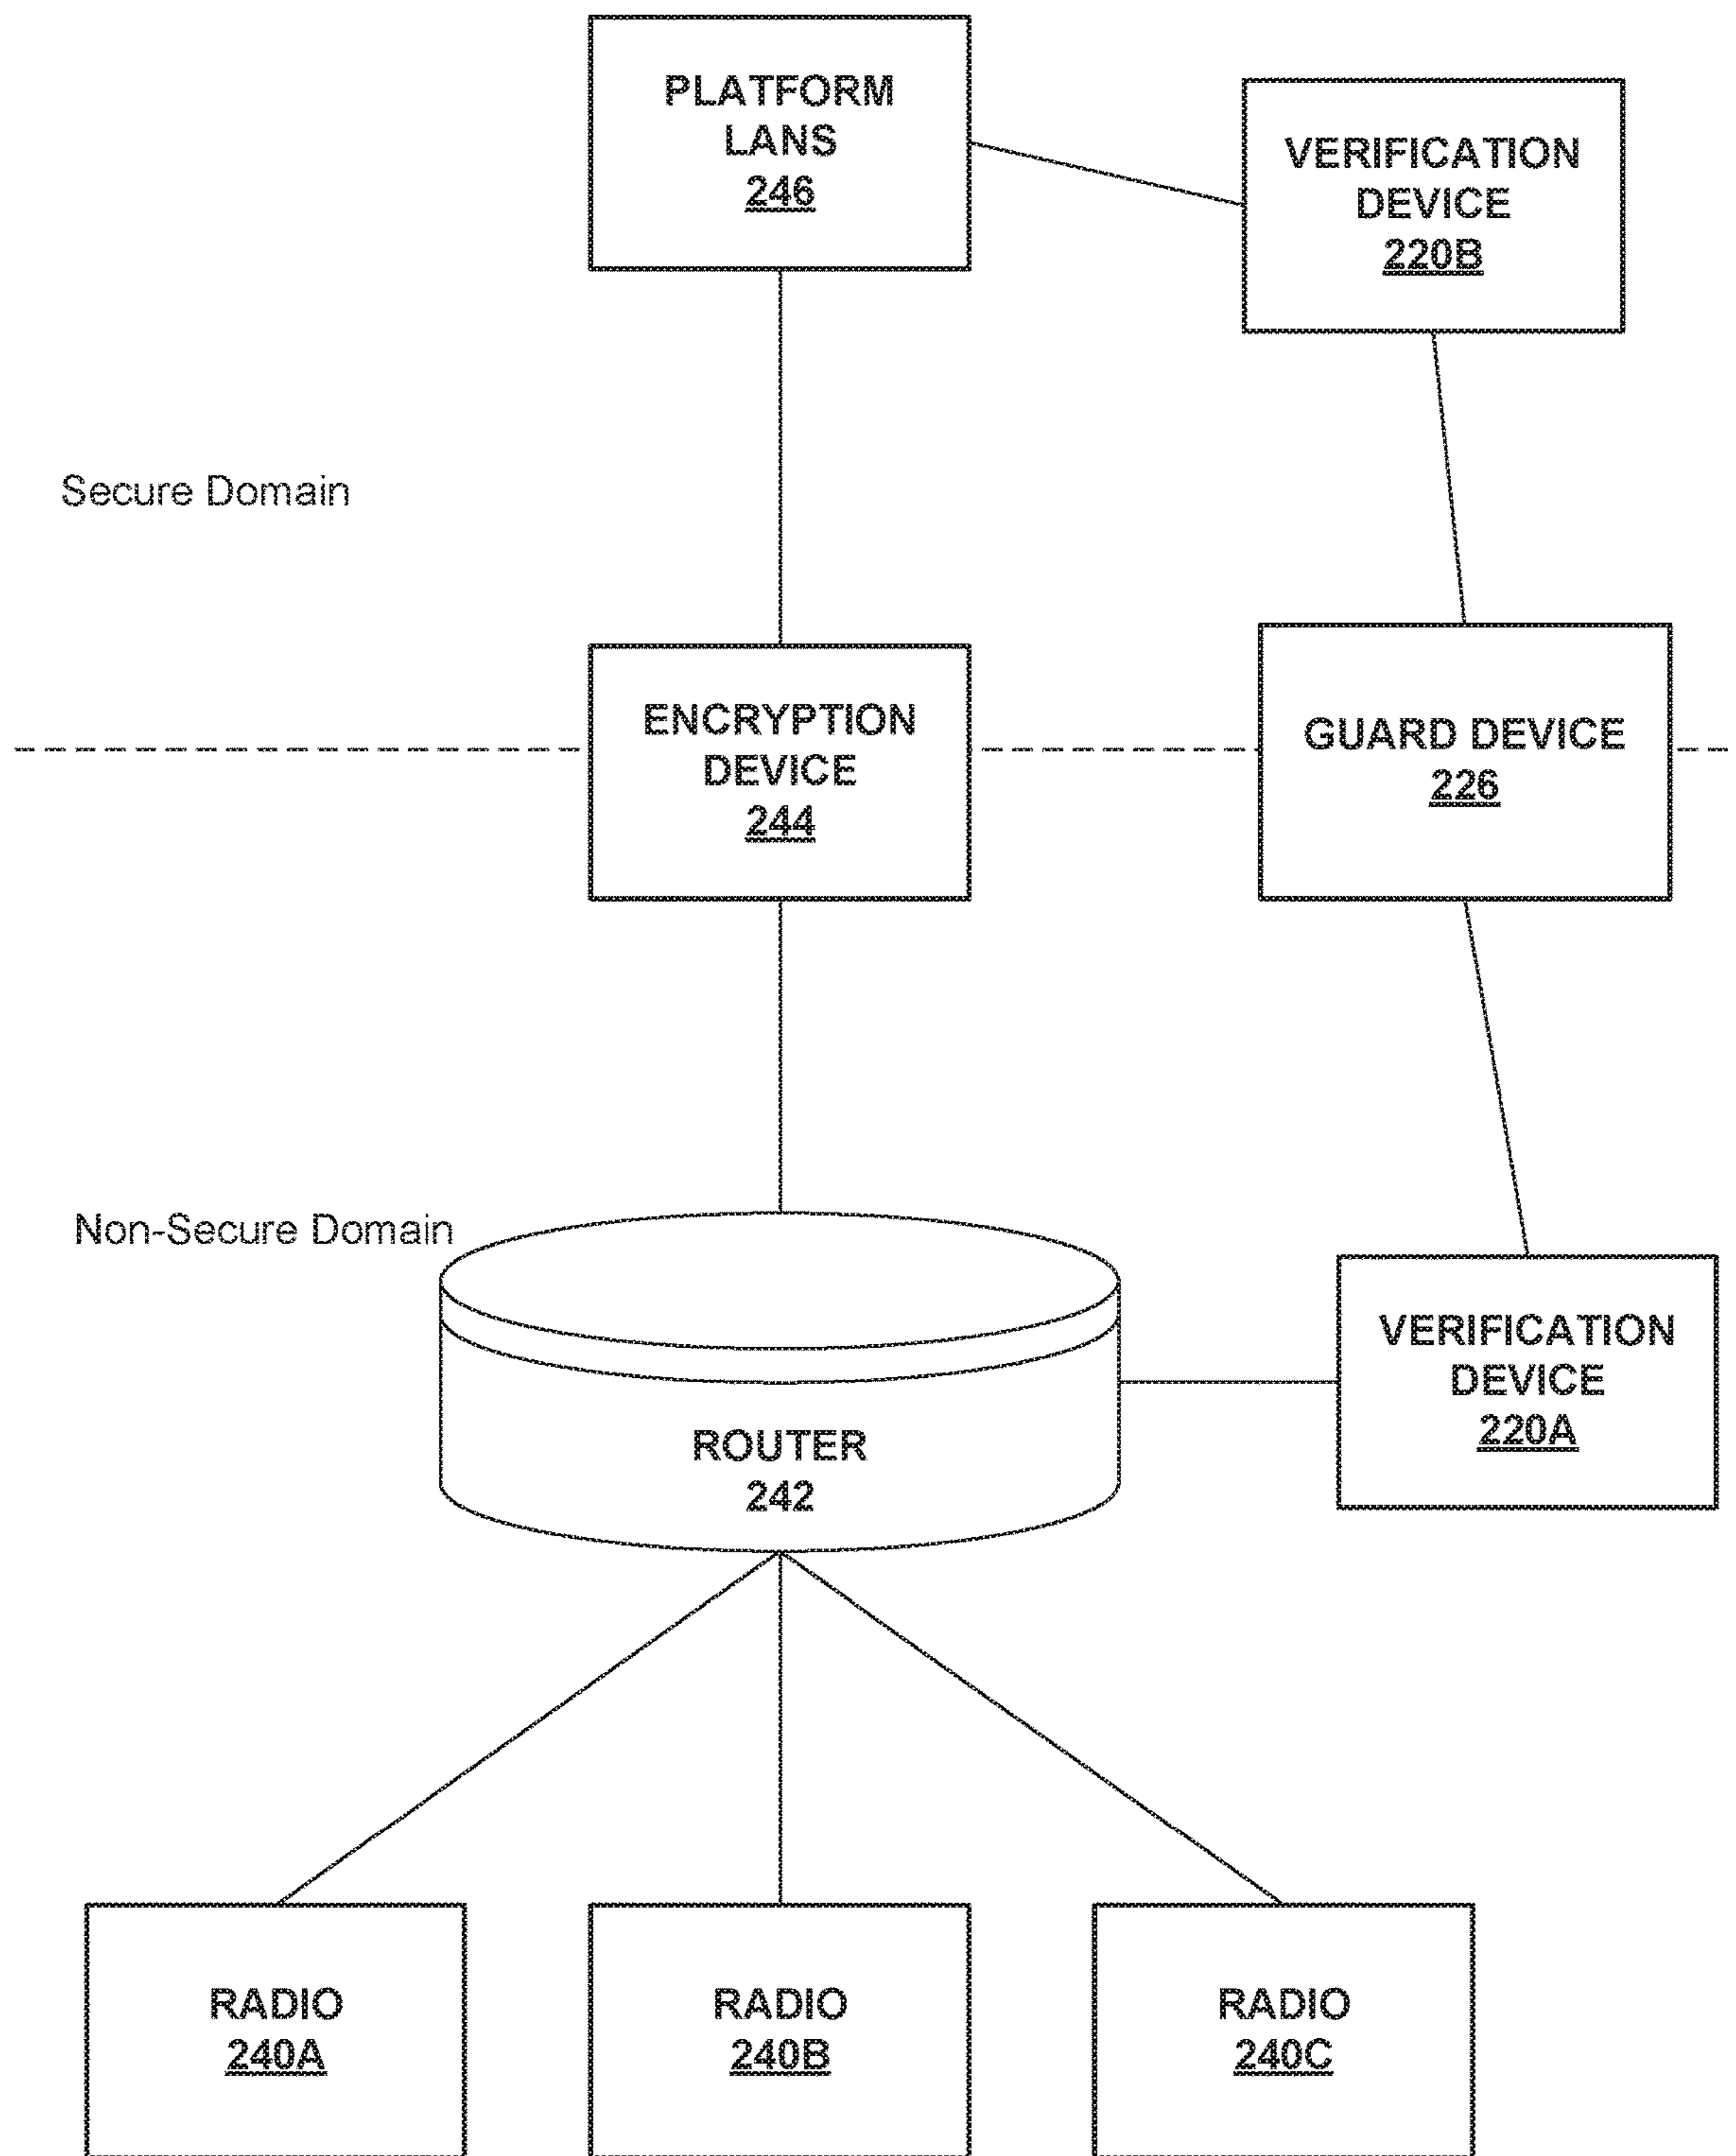 PLATFORM
LANS
246
VERIFICATION
DEVICE
220B
Secure Domain
ENCRYPTION
DEVICE
244
GUARD DEVICE
226
Non-Secure Domain
VERIFICATION
DEVICE
220A
ROUTER
242
RADIO
240A
RADIO
240B
RADIO
240C